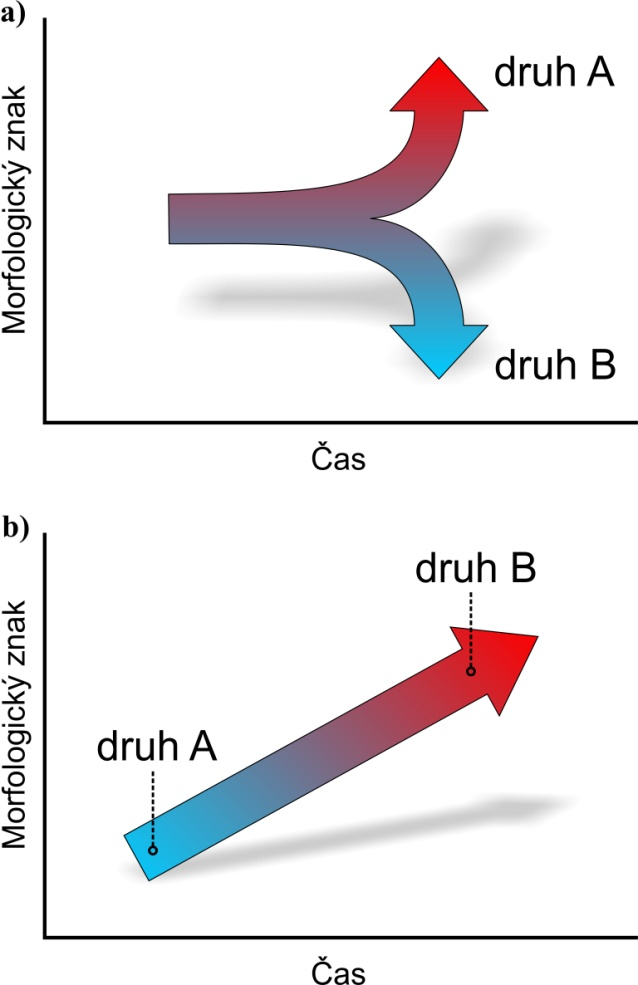 a)
Morfologický znak
druh A
druh B
Čas
b)
Morfologický znak
druh B
druh A
Čas